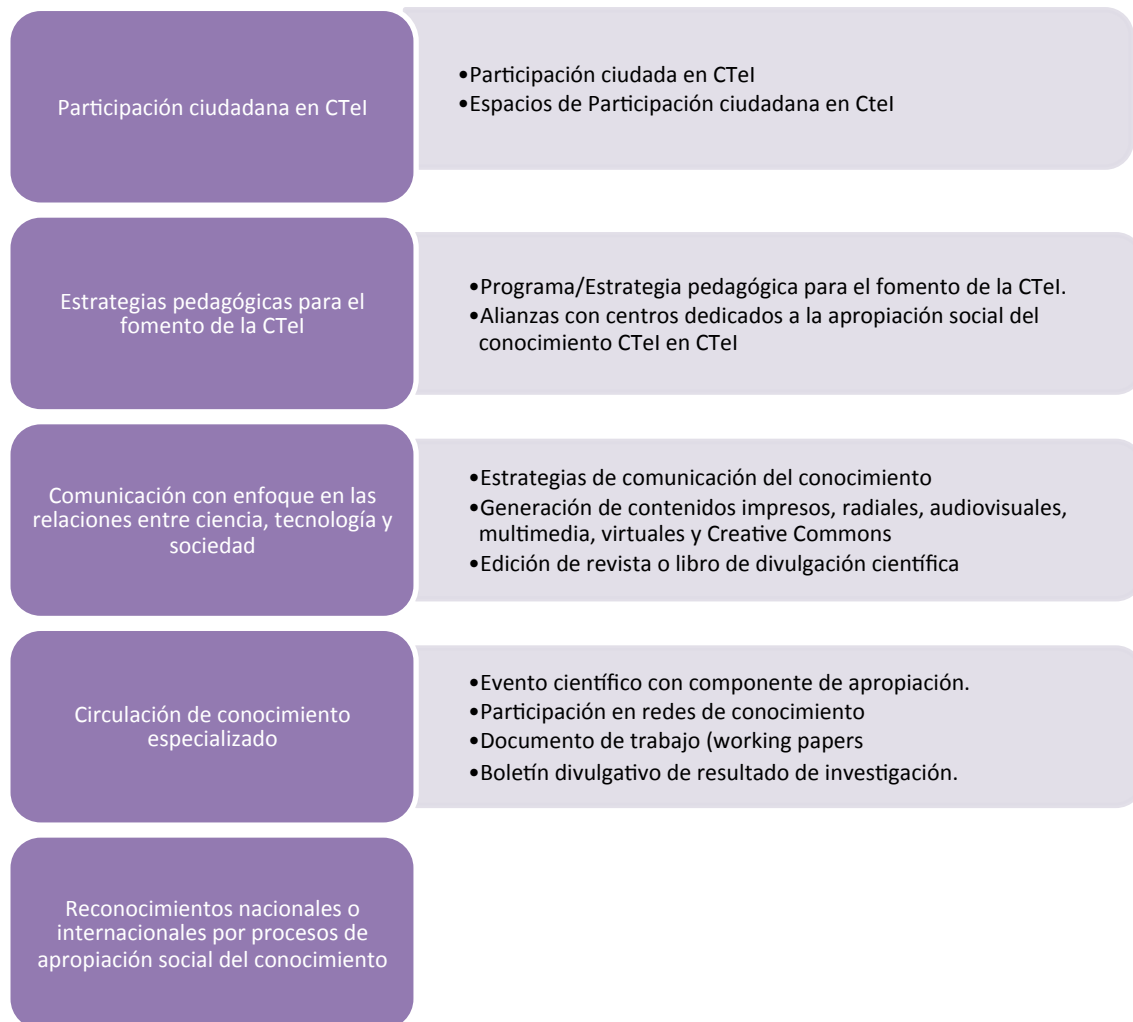 Participación ciudadana en CTeI
•Participación ciudada en CTeI
•Espacios de Participación ciudadana en CteI
Estrategias pedagógicas para el
fomento de la CTeI
•Programa/Estrategia pedagógica para el fomento de la CTeI.
•Alianzas con centros dedicados a la apropiación social del
conocimiento CTeI en CTeI
Comunicación con enfoque en las
relaciones entre ciencia, tecnología y
sociedad
•Estrategias de comunicación del conocimiento
•Generación de contenidos impresos, radiales, audiovisuales,
multimedia, virtuales y Creative Commons
•Edición de revista o libro de divulgación científica
Circulación de conocimiento
especializado
•Evento científico con componente de apropiación.
•Participación en redes de conocimiento
•Documento de trabajo (working papers
•Boletín divulgativo de resultado de investigación.
Reconocimientos nacionales o
internacionales por procesos de
apropiación social del conocimiento